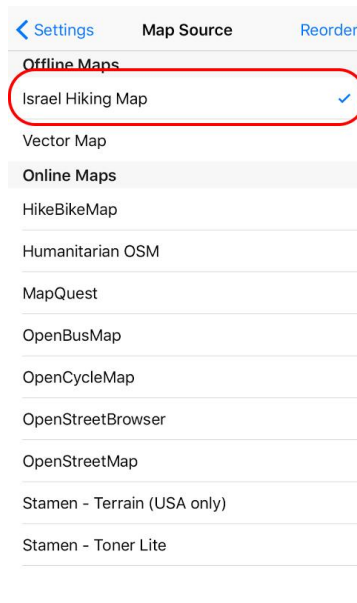 Settings Map Source Reorder
Offline Maps
Israel Hiking Map
Vector Map
Online Maps
HikeBikeMap
Humanitarian OSM
MapQuest
OpenBusMap
OpenCycleMap
OpenStreetBrowser
OpenStreetMap
Stamen - Terrain (USA only)
Stamen - Toner Lite